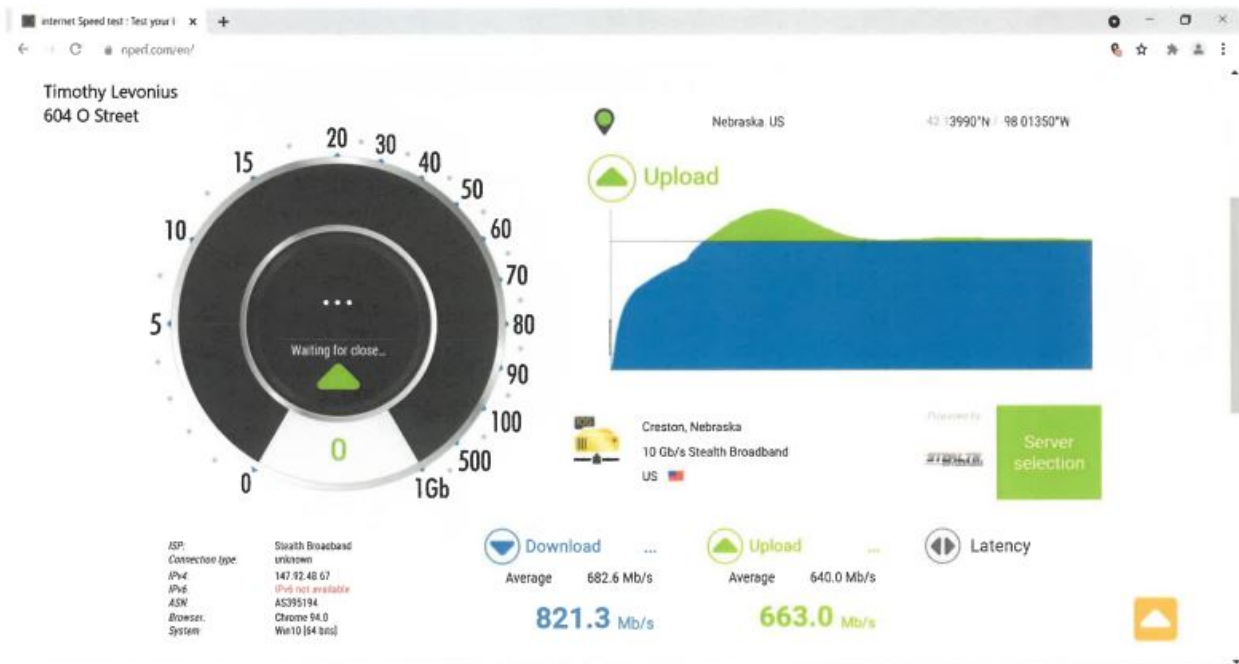 internet Speed test : Test your i
nperf.com/en/
Timothy Levonius
604 O Street
Nebraska US
13990°N / -98 01350°W
Upload
0
5
10
15
20
30
40
50
60
70
80
90
100
500
1Gb
...
Waiting for close...
0
Creston, Nebraska
10 Gb/s Stealth Broadband
US
STEALTH
Server
selection
ISP: Stealth Broadband
Connection type unknown
IPv4 147.92.48.67
IPv6 IPv6 not available
ASN AS395194
Browser: Chrome 94.0
System: Win10 [64 bits]
Download ...
Average 682.6 Mb/s
821.3 Mb/s
Upload ...
Average 640.0 Mb/s
663.0 Mb/s
Latency